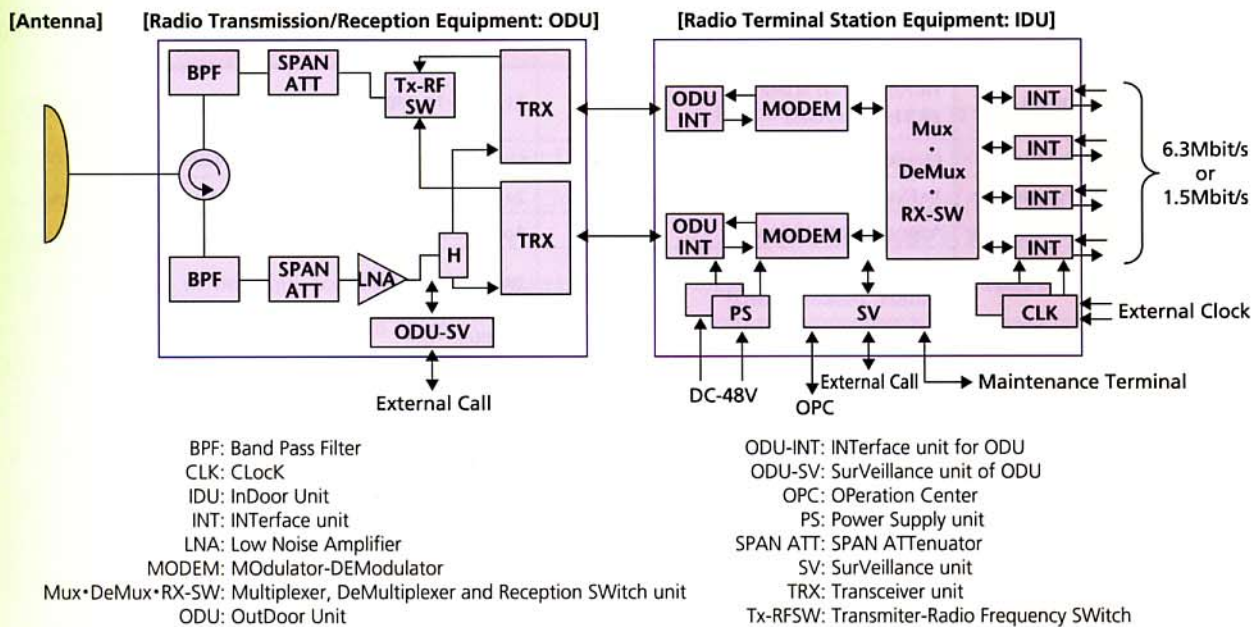 [Antenna]
[Radio Transmission/Reception Equipment: ODU]
[Radio Terminal Station Equipment: IDU]
BPF
SPAN
ATT
Tx-RF
SW
TRX
TRX
BPF
SPAN
ATT
LNA
H
ODU-SV
External Call
ODU
INT
MODEM
ODU
INT
MODEM
Mux
・
DeMux
・
RX-SW
INT
INT
INT
INT
6.3Mbit/s
or
1.5Mbit/s
PS
SV
CLK
External Clock
DC-48V
OPC
External Call
Maintenance Terminal
BPF: Band Pass Filter
CLK: CLocK
IDU: InDoor Unit
INT: INTerface unit
LNA: Low Noise Amplifier
MODEM: MOdulator-DEModulator
Mux・DeMux・RX-SW: Multiplexer, DeMultiplexer and Reception SWitch unit
ODU: OutDoor Unit
ODU-INT: INTerface unit for ODU
ODU-SV: SurVeillance unit of ODU
OPC: OPeration Center
PS: Power Supply unit
SPAN ATT: SPAN ATTenuator
SV: SurVeillance unit
TRX: Transceiver unit
Tx-RFSW: Transmiter-Radio Frequency SWitch